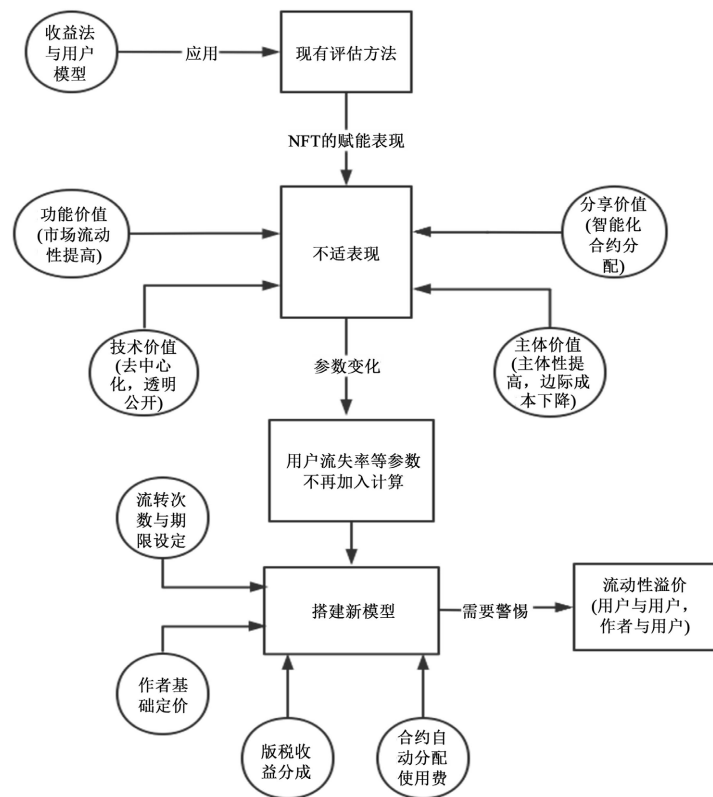 收益法
与用户
模型
应用
现有评估方法
NFT的赋能表现
功能价值
(市场流动
性提高)
不适表现
分享价值
(智能化
合约分
配)
技术价值
(去中心
化，透明
公开)
主体价值
(主体性提
高，边际成
本下降)
参数变化
用户流失率等参数
不再加入计算
流转次
数与期
限设定
搭建新模型
需要警惕
流动性溢价
(用户与用户，
作者与用户)
作者基
础定价
版税收
益分成
合约自
动分配
使用费